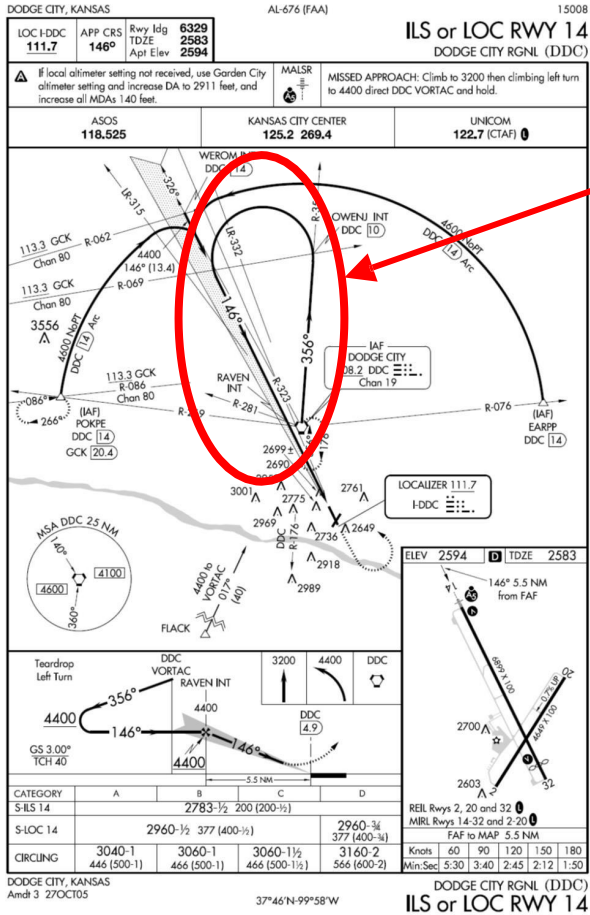 DODGE CITY, KANSAS
AL-676 (FAA)
15008
LOC I-DDC
111.7
APP CRS
146°
Rwy ldg 6329
TDZE 2583
Apt Elev 2594
ILS or LOC RWY 14
DODGE CITY RGNL (DDC)
A
If local altimeter setting not received, use Garden City
altimeter setting and increase DA to 2911 feet, and
increase all MDAs 140 feet.
MALSR
A5
MISSED APPROACH: Climb to 3200 then climbing left turn
to 4400 direct DDC VORTAC and hold.
ASOS
118.525
KANSAS CITY CENTER
125.2 269.4
UNICOM
122.7 (CTAF) L
WEROM INT
DDC 14
326°
LR-315
LR-332
OWENJ INT
DDC 10
4600 NoPT
DDC 14 Arc
113.3 GCK
Chan 80
R-062
4400
146° (13.4)
113.3 GCK
Chan 80
R-069
146°
356°
3556
4600 NoPT
DDC 14 Arc
IAF
DODGE CITY
DDC
Chan 19
113.3 GCK
R-086
Chan 80
RAVEN
INT
R-281
R-323
086°
266°
R-076
(IAF)
POKPE
DDC 14
GCK 20.4
(IAF)
EARPP
DDC 14
176°
2699±
2690
3001
2775
2761
2969
2736
2649
2918
2989
DDC
R-176
LOCALIZER 111.7
I-DDC
MSA DDC 25 NM
140°
4600
4100
360°
4400 to
VORTAC
017°
(40)
FLACK
ELEV 2594
D
TDZE 2583
146° 5.5 NM
from FAF
A5
6899 X 100
0.7% UP
4649 X 100
20
2700
2603
2
32
REIL Rwys 2, 20 and 32 L
MIRL Rwys 14-32 and 2-20 L
FAF to MAP 5.5 NM
Knots 60 90 120 150 180
Min:Sec 5:30 3:40 2:45 2:12 1:50
Teardrop
Left Turn
DDC
VORTAC
RAVEN INT
3200
4400
DDC
356°
4400
4400
146°
146°
4400
DDC
4.9
GS 3.00°
TCH 40
5.5 NM
CATEGORY A B C D
S-ILS 14 2783-½ 200 (200-½)
S-LOC 14 2960-½ 377 (400-½) 2960-¾ 377 (400-¾)
CIRCLING 3040-1 446 (500-1) 3060-1 466 (500-1) 3060-1½ 466 (500-1½) 3160-2 566 (600-2)
DODGE CITY, KANSAS
Amdt 3 27OCT05
37°46'N-99°58'W
DODGE CITY RGNL (DDC)
ILS or LOC RWY 14